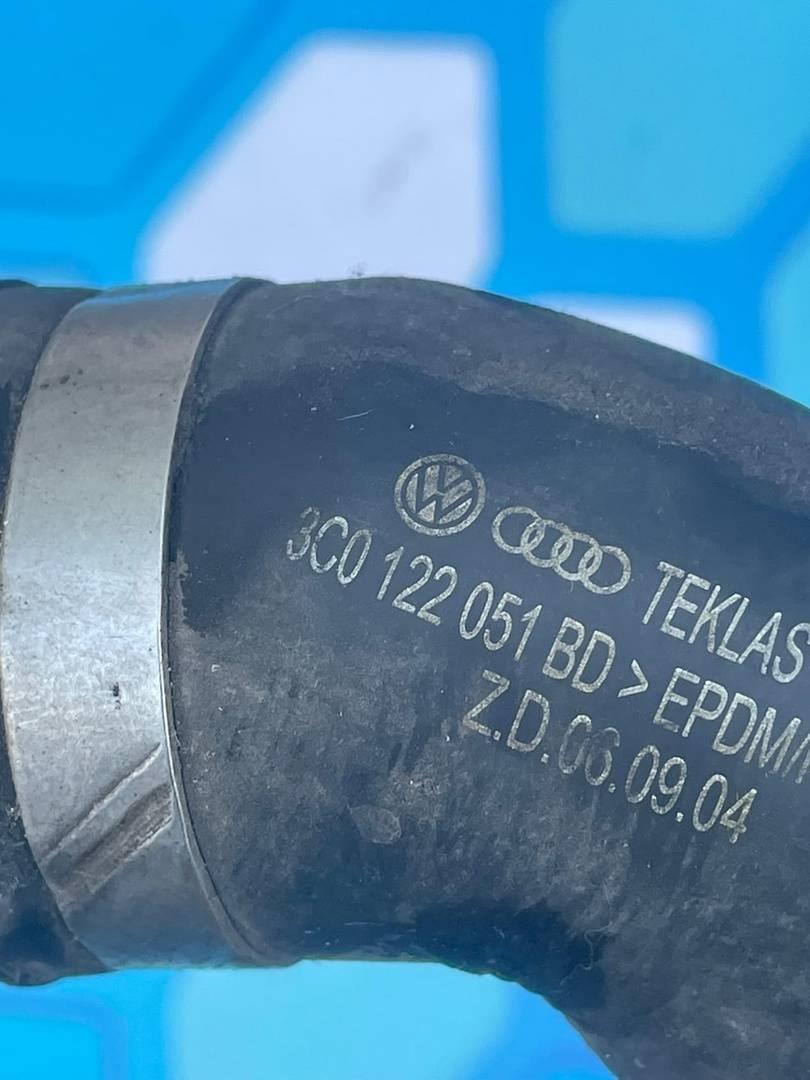 TEKLAS
3C0 122 051 BD > EPDM/
Z.D.06.09.04